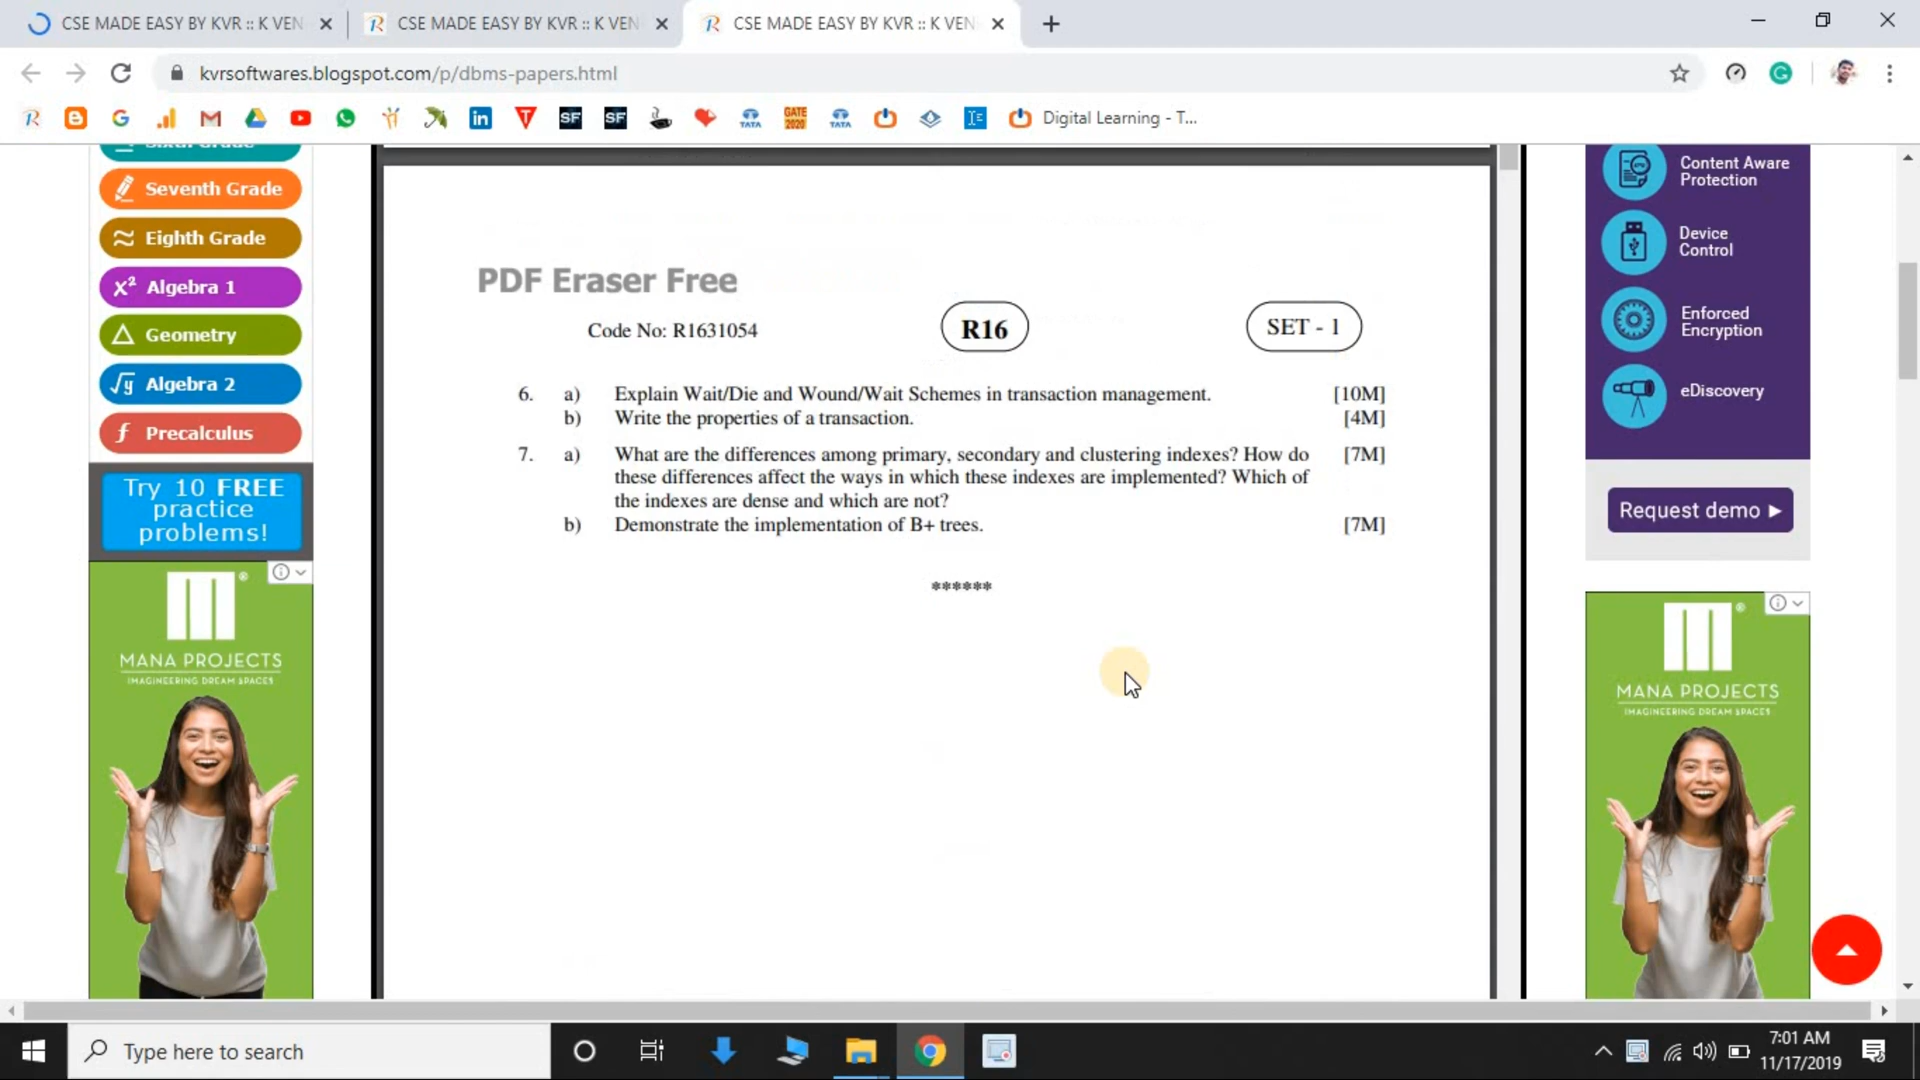 CSE MADE EASY BY KVR :: K VEN
CSE MADE EASY BY KVR :: K VEN
CSE MADE EASY BY KVR :: K VEN
kvrsoftwares.blogspot.com/p/dbms-papers.html
Digital Learning - T...
Seventh Grade
Eighth Grade
x² Algebra 1
Geometry
√y Algebra 2
f Precalculus
Try 10 FREE
practice
problems!
MANA PROJECTS
IMAGINEERING DREAM SPACES
PDF Eraser Free
Code No: R1631054
R16
SET - 1
6. a) Explain Wait/Die and Wound/Wait Schemes in transaction management. [10M]
b) Write the properties of a transaction. [4M]
7. a) What are the differences among primary, secondary and clustering indexes? How do [7M]
these differences affect the ways in which these indexes are implemented? Which of
the indexes are dense and which are not?
b) Demonstrate the implementation of B+ trees. [7M]
******
Content Aware
Protection
Device
Control
Enforced
Encryption
eDiscovery
Request demo ▶
MANA PROJECTS
IMAGINEERING DREAM SPACES
Type here to search
7:01 AM
11/17/2019